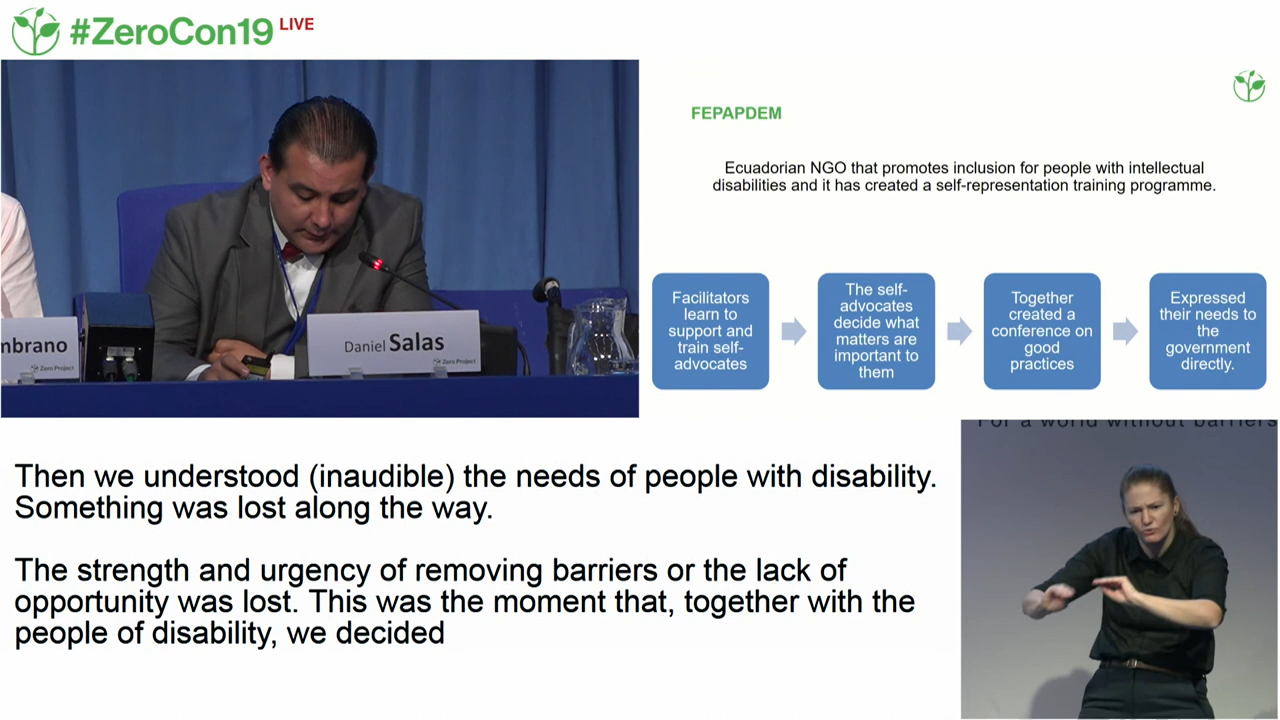 #ZeroCon19 LIVE
FEPAPDEM
Ecuadorian NGO that promotes inclusion for people with intellectual
disabilities and it has created a self-representation training programme.
Facilitators
learn to
support and
train self-
advocates
The self-
advocates
decide what
matters are
important to
them
Together
created a
conference on
good
practices
Expressed
their needs to
the
government
directly.
mbrano
Zero Project
Daniel Salas
Zero Project
For a world without barriers
Then we understood (inaudible) the needs of people with disability.
Something was lost along the way.
The strength and urgency of removing barriers or the lack of
opportunity was lost. This was the moment that, together with the
people of disability, we decided